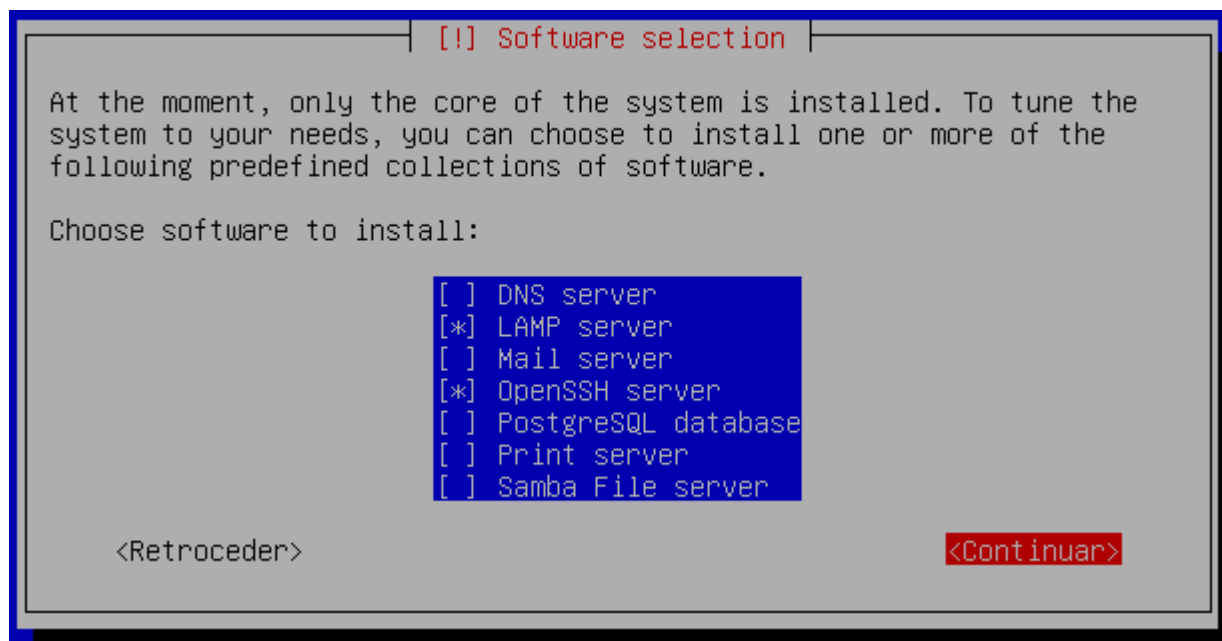 [!] Software selection
At the moment, only the core of the system is installed. To tune the
system to your needs, you can choose to install one or more of the
following predefined collections of software.
Choose software to install:
[ ] DNS server
[*] LAMP server
[ ] Mail server
[*] OpenSSH server
[ ] PostgreSQL database
[ ] Print server
[ ] Samba File server
<Retroceder> <Continuar>